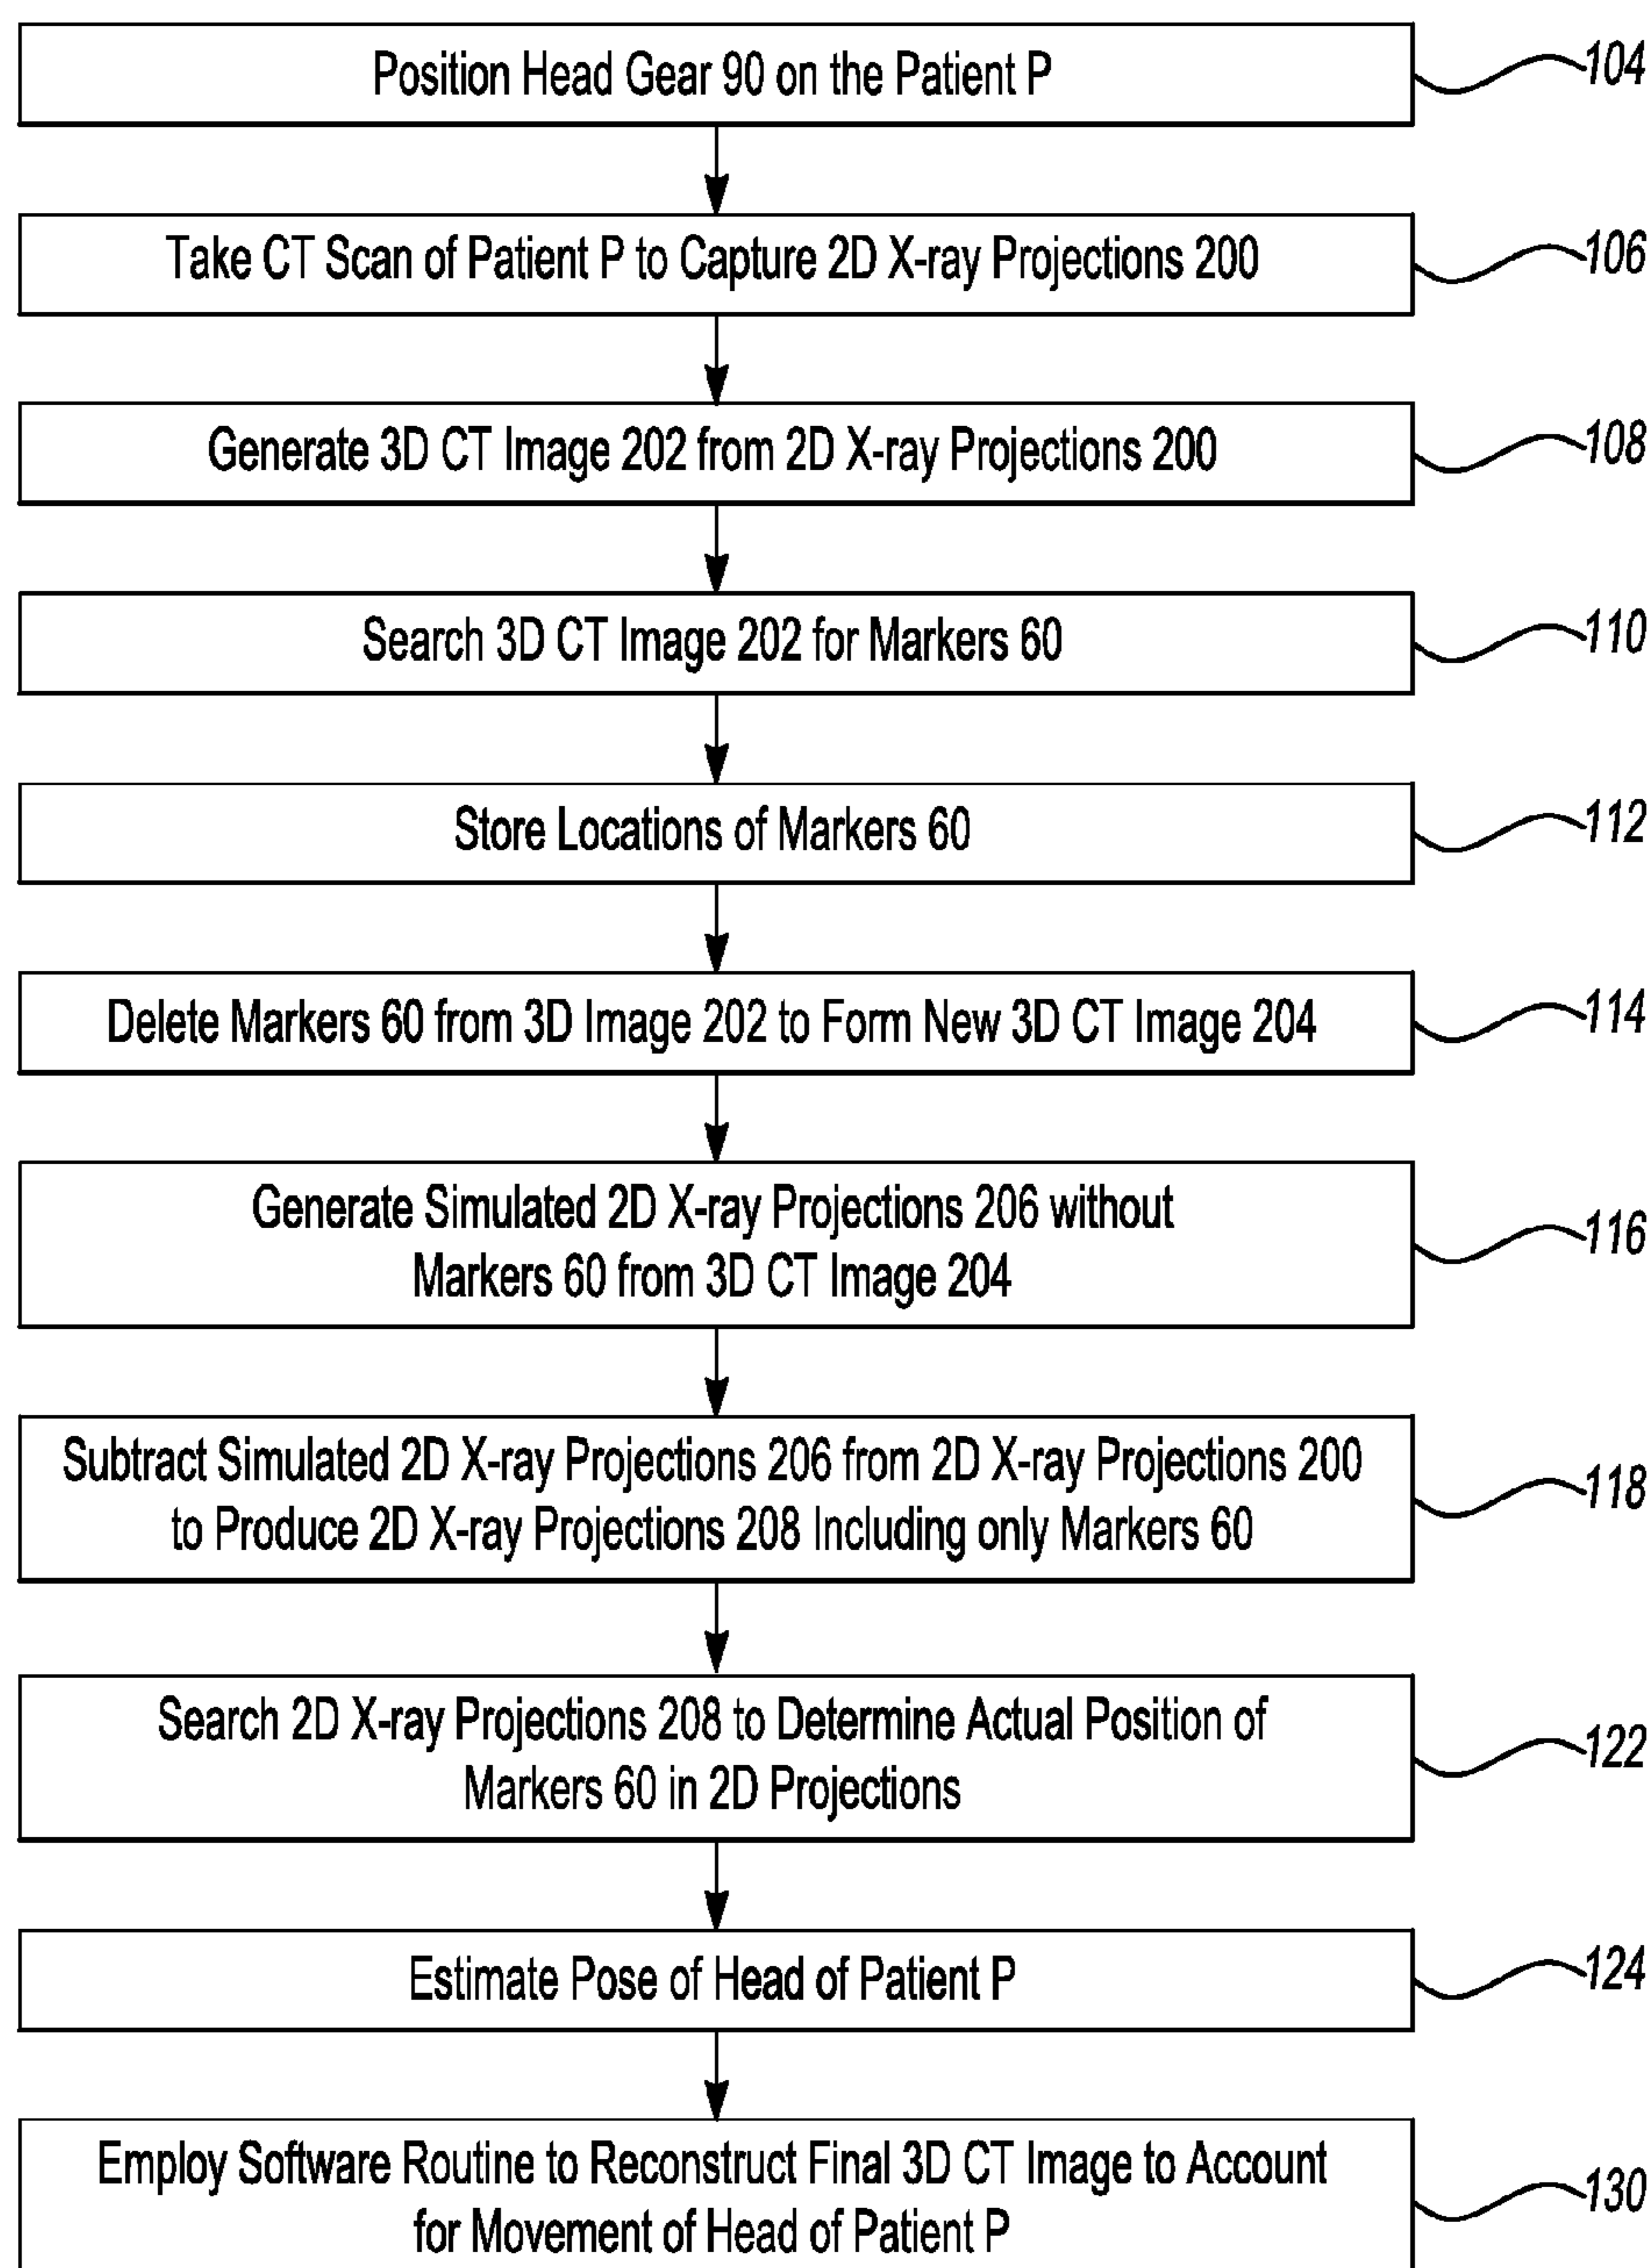 Position Head Gear 90 on the Patient P
104
Take CT Scan of Patient P to Capture 2D X-ray Projections 200
106
Generate 3D CT Image 202 from 2D X-ray Projections 200
108
Search 3D CT Image 202 for Markers 60
110
Store Locations of Markers 60
112
Delete Markers 60 from 3D Image 202 to Form New 3D CT Image 204
114
Generate Simulated 2D X-ray Projections 206 without
Markers 60 from 3D CT Image 204
116
Subtract Simulated 2D X-ray Projections 206 from 2D X-ray Projections 200
to Produce 2D X-ray Projections 208 Including only Markers 60
118
Search 2D X-ray Projections 208 to Determine Actual Position of
Markers 60 in 2D Projections
122
Estimate Pose of Head of Patient P
124
Employ Software Routine to Reconstruct Final 3D CT Image to Account
for Movement of Head of Patient P
130